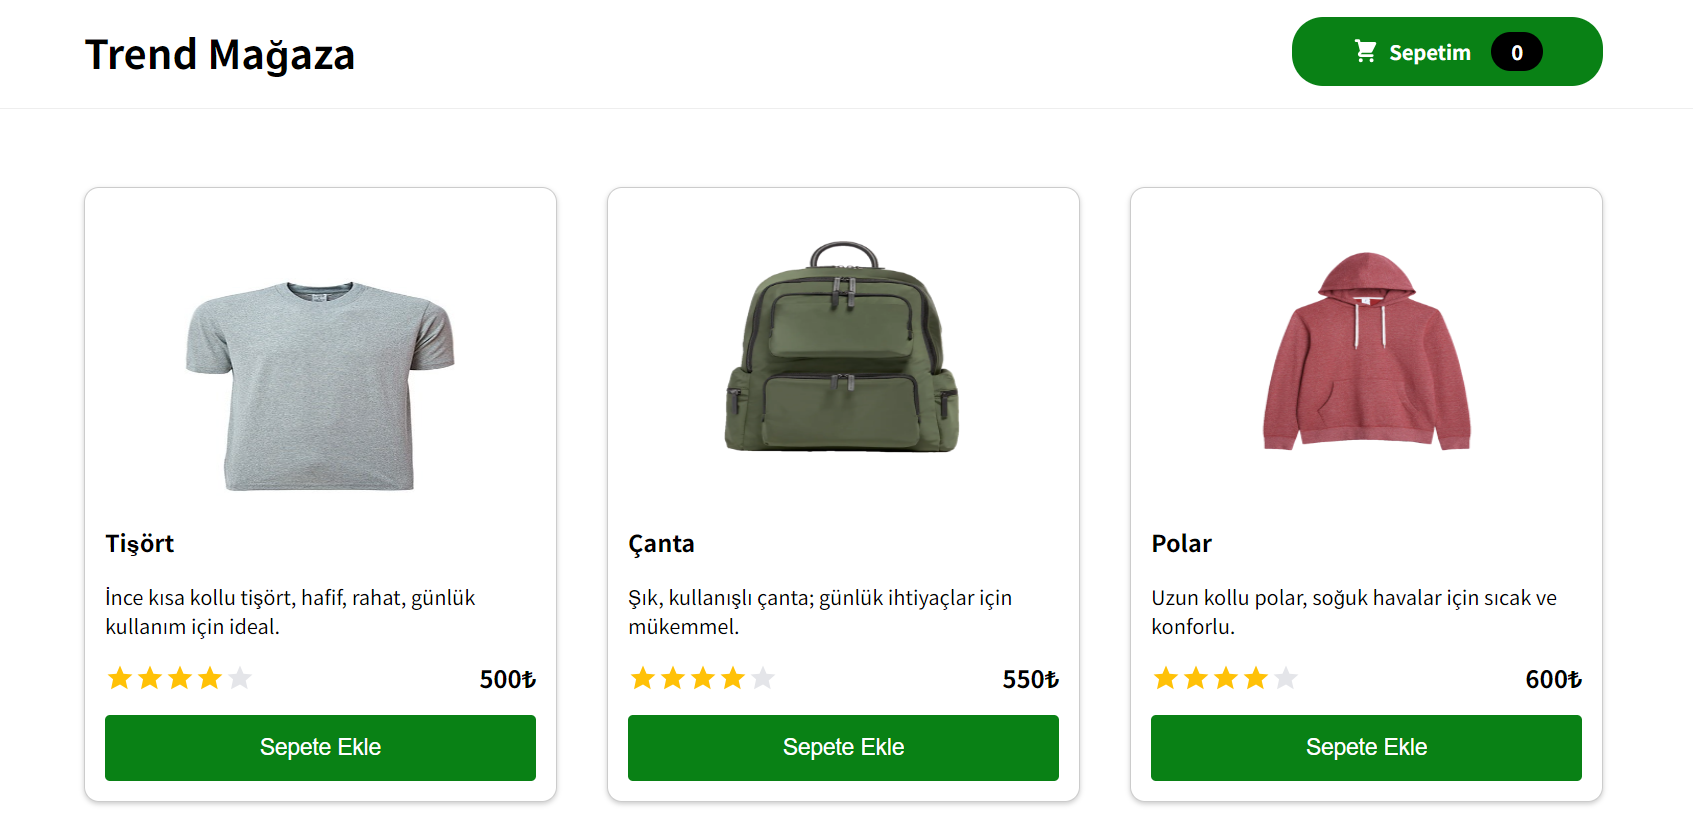 Trend Mağaza
Sepetim 0
Tişört
İnce kısa kollu tişört, hafif, rahat, günlük
kullanım için ideal.
500₺
Sepete Ekle
Çanta
Şık, kullanışlı çanta; günlük ihtiyaçlar için
mükemmel.
550₺
Sepete Ekle
Polar
Uzun kollu polar, soğuk havalar için sıcak ve
konforlu.
600₺
Sepete Ekle